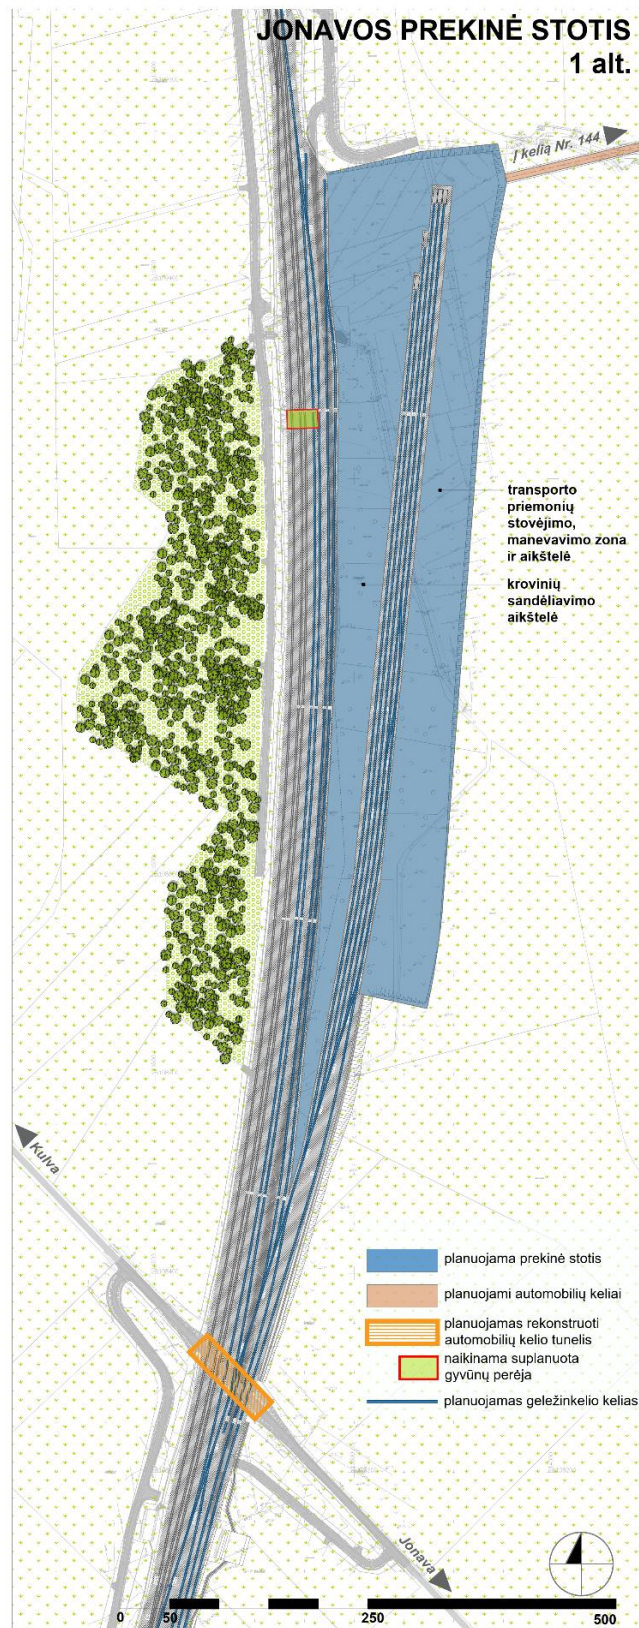 JONAVOS PREKINĖ STOTIS
1 alt.
Į kelią Nr. 144
transporto
priemonių
stovėjimo,
manevavimo zona
ir aikštelė
krovinių
sandėliavimo
aikštelė
Kulva
planuojama prekinė stotis
planuojami automobilių keliai
planuojamas rekonstruoti
automobilių kelio tunelis
naikinama suplanuota
gyvūnų perėja
planuojamas geležinkelio kelias
Jonava
0 50 250 500